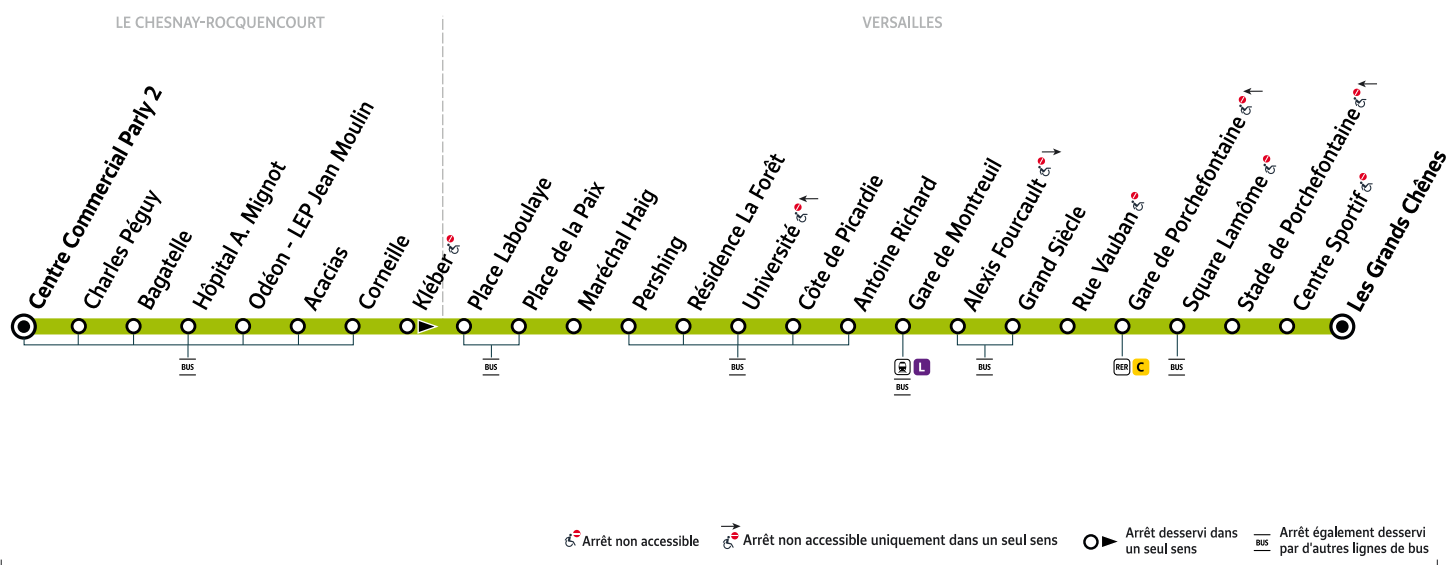 LE CHESNAY-ROCQUENCOURT
VERSAILLES
Centre Commercial Parly 2
Charles Péguy
Bagatelle
Hôpital A. Mignot
Odéon - LEP Jean Moulin
Acacias
Corneille
Kléber
Place Laboulaye
Place de la Paix
Maréchal Haig
Pershing
Résidence La Forêt
Université
Côte de Picardie
Antoine Richard
Gare de Montreuil
Alexis Fourcault
Grand Siècle
Rue Vauban
Gare de Porchefontaine
Square Lamôme
Stade de Porchefontaine
Centre Sportif
Les Grands Chênes
BUS
BUS
BUS
L
BUS
BUS
RER C
BUS
Arrêt non accessible
Arrêt non accessible uniquement dans un seul sens
Arrêt desservi dans
un seul sens
BUS
Arrêt également desservi
par d'autres lignes de bus